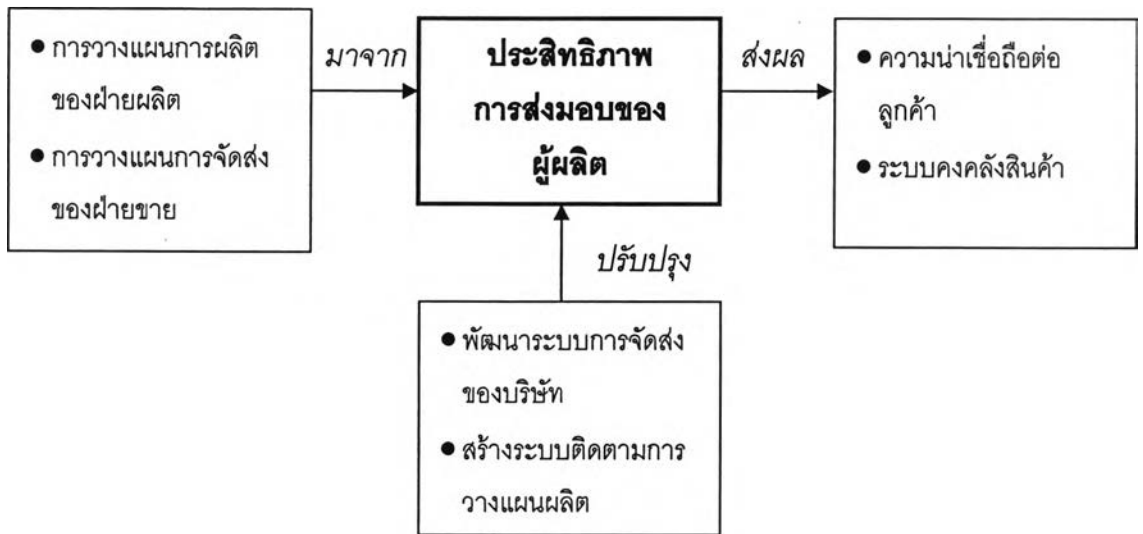 ● การวางแผนการผลิต
ของฝ่ายผลิต
● การวางแผนการจัดส่ง
ของฝ่ายขาย
มาจาก
ประสิทธิภาพ
การส่งมอบของ
ผู้ผลิต
ส่งผล
● ความน่าเชื่อถือต่อ
ลูกค้า
● ระบบคงคลังสินค้า
ปรับปรุง
● พัฒนาระบบการจัดส่ง
ของบริษัท
● สร้างระบบติดตามการ
วางแผนผลิต